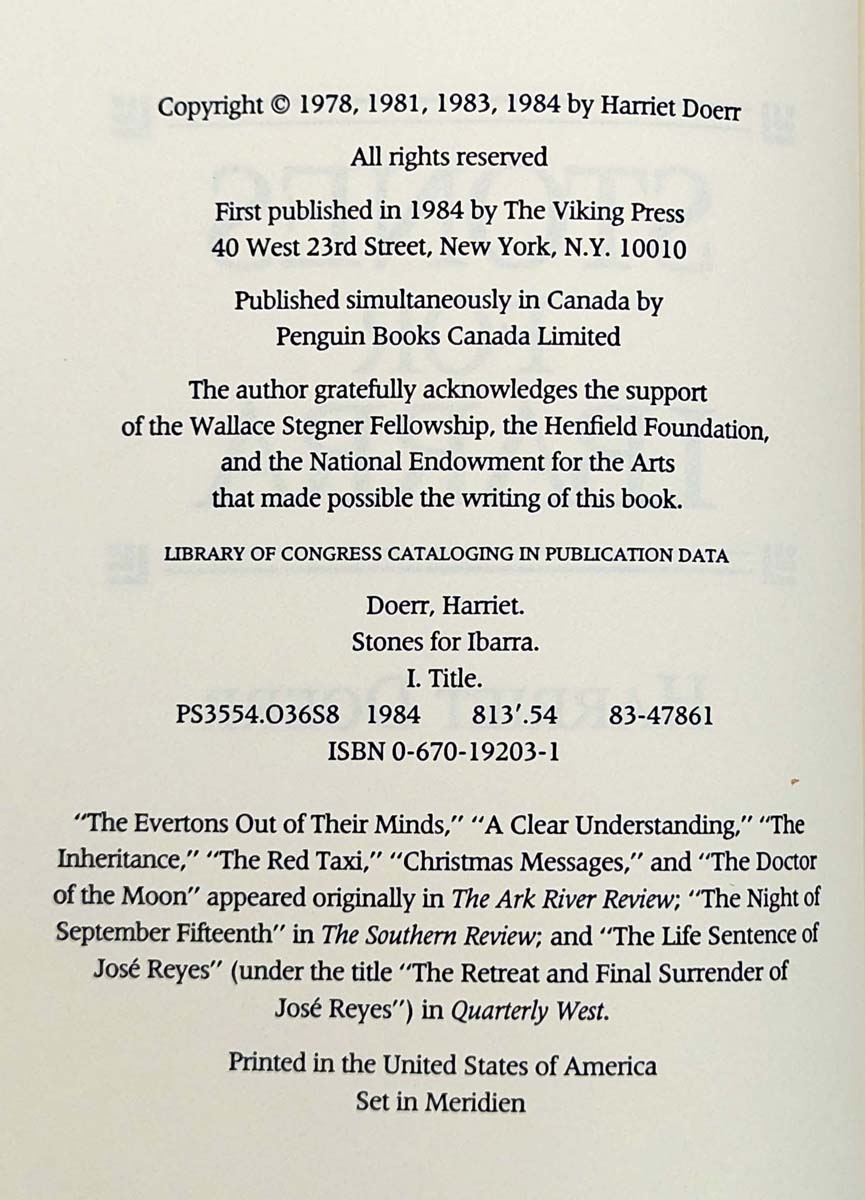 Copyright © 1978, 1981, 1983, 1984 by Harriet Doerr
All rights reserved
First published in 1984 by The Viking Press
40 West 23rd Street, New York, N.Y. 10010
Published simultaneously in Canada by
Penguin Books Canada Limited
The author gratefully acknowledges the support
of the Wallace Stegner Fellowship, the Henfield Foundation,
and the National Endowment for the Arts
that made possible the writing of this book.
LIBRARY OF CONGRESS CATALOGING IN PUBLICATION DATA
Doerr, Harriet.
Stones for Ibarra.
I. Title.
PS3554.O36S8 1984 813′.54 83-47861
ISBN 0-670-19203-1
“The Evertons Out of Their Minds,” “A Clear Understanding,” “The
Inheritance,” “The Red Taxi,” “Christmas Messages,” and “The Doctor
of the Moon” appeared originally in The Ark River Review; “The Night of
September Fifteenth” in The Southern Review; and “The Life Sentence of
José Reyes” (under the title “The Retreat and Final Surrender of
José Reyes”) in Quarterly West.
Printed in the United States of America
Set in Meridien